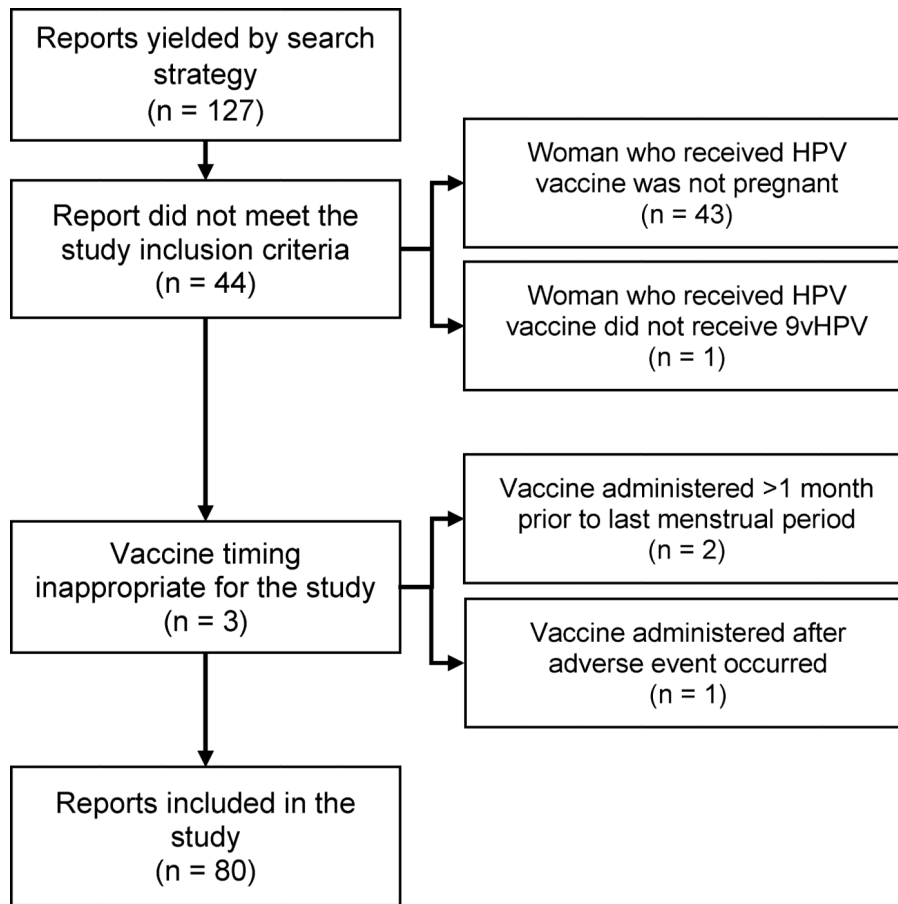 Reports yielded by search
strategy
(n = 127)
Report did not meet the
study inclusion criteria
(n = 44)
Woman who received HPV
vaccine was not pregnant
(n = 43)
Woman who received HPV
vaccine did not receive 9vHPV
(n = 1)
Vaccine timing
inappropriate for the study
(n = 3)
Vaccine administered >1 month
prior to last menstrual period
(n = 2)
Vaccine administered after
adverse event occurred
(n = 1)
Reports included in the
study
(n = 80)